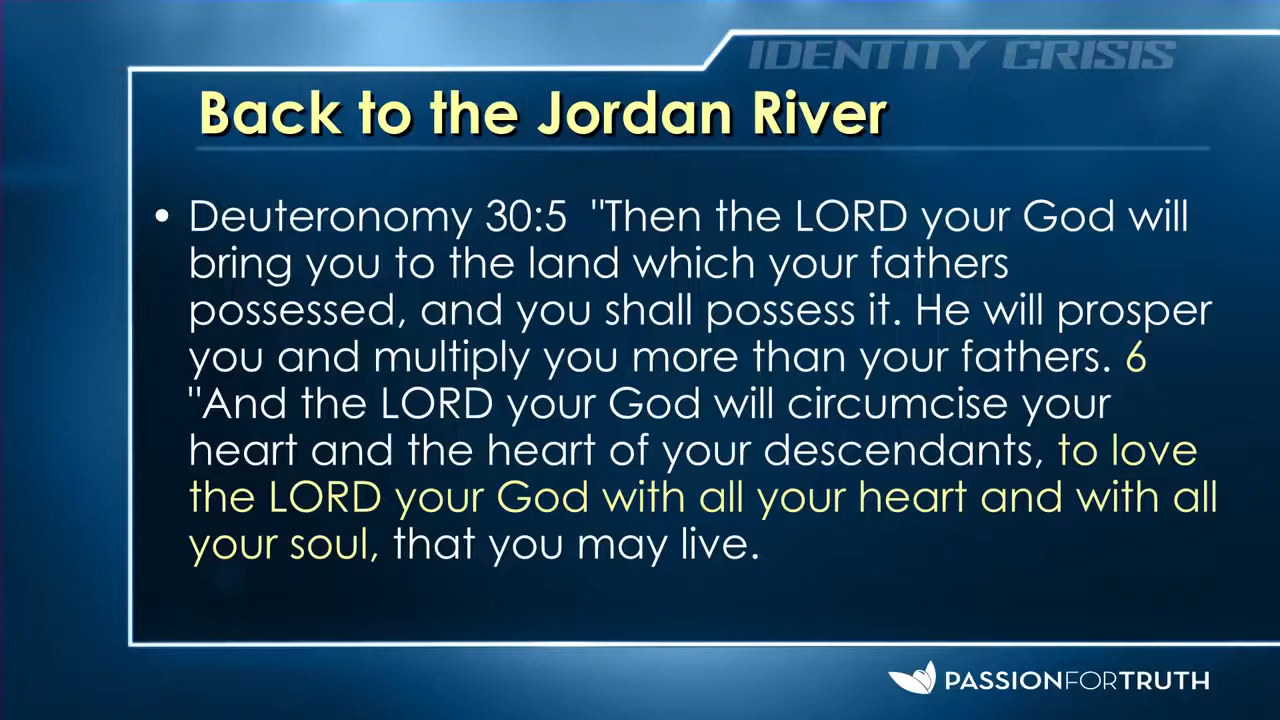 IDENTITY CRISIS
Back to the Jordan River
• Deuteronomy 30:5 "Then the LORD your God will
bring you to the land which your fathers
possessed, and you shall possess it. He will prosper
you and multiply you more than your fathers. 6
"And the LORD your God will circumcise your
heart and the heart of your descendants, to love
the LORD your God with all your heart and with all
your soul, that you may live.
PASSIONFORTRUTH